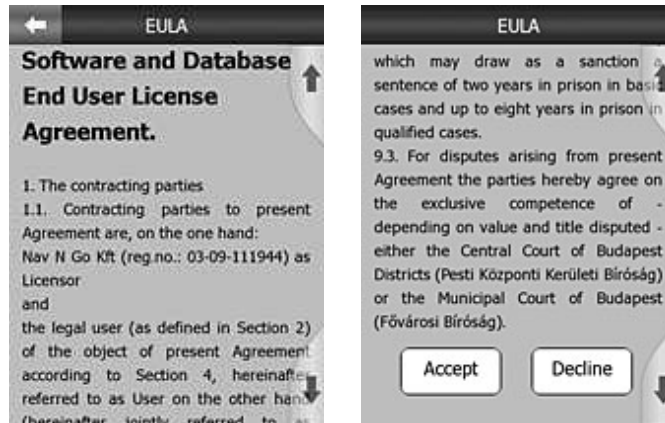 EULA
Software and Database
End User License
Agreement.
1. The contracting parties
1.1. Contracting parties to present
Agreement are, on the one hand:
Nav N Go Kft (reg.no.: 03-09-111944) as
Licensor
and
the legal user (as defined in Section 2)
of the object of present Agreement
according to Section 4, hereinafter
referred to as User on the other hand
(hereinafter jointly referred to as
EULA
which may draw as a sanction a
sentence of two years in prison in basic
cases and up to eight years in prison in
qualified cases.
9.3. For disputes arising from present
Agreement the parties hereby agree on
the exclusive competence of -
depending on value and title disputed -
either the Central Court of Budapest
Districts (Pesti Központi Kerületi Bíróság)
or the Municipal Court of Budapest
(Fővárosi Bíróság).
Accept Decline